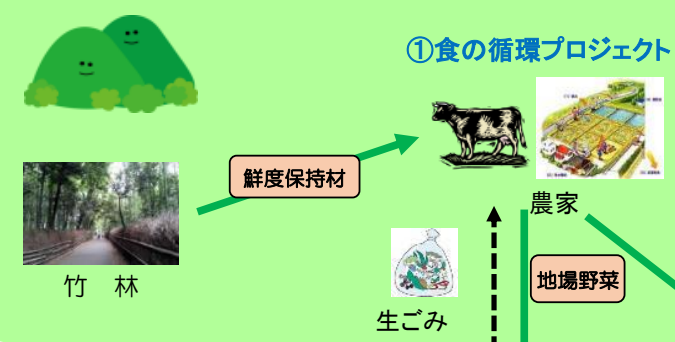 ①食の循環プロジェクト
鮮度保持材
農家
竹 林
地場野菜
生ごみ